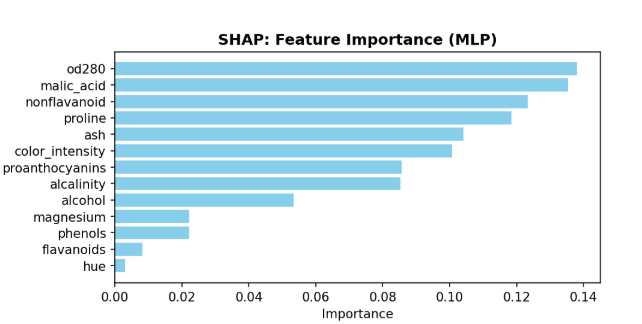 SHAP: Feature Importance (MLP)
od280
malic_acid
nonflavanoid
proline
ash
color_intensity
proanthocyanins
alcalinity
alcohol
magnesium
phenols
flavanoids
hue
0.00 0.02 0.04 0.06 0.08 0.10 0.12 0.14
Importance